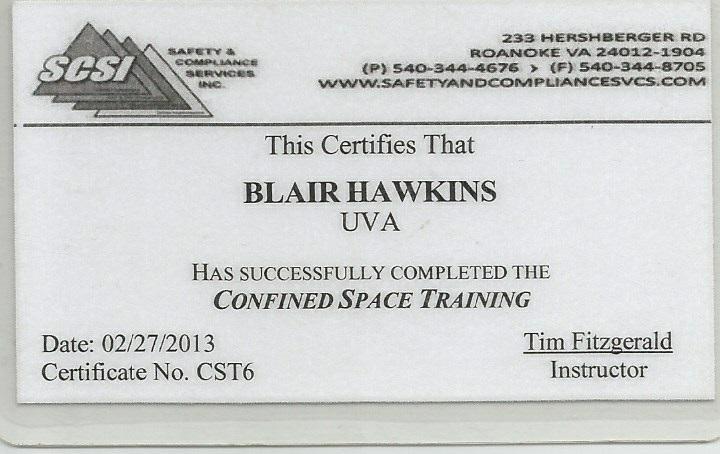 SCSI
SAFETY &
COMPLIANCE
SERVICES
INC.
233 HERSHBERGER RD
ROANOKE VA 24012-1904
(P) 540-344-4676 > (F) 540-344-8705
WWW.SAFETYANDCOMPLIANCESVCS.COM
This Certifies That
BLAIR HAWKINS
UVA
HAS SUCCESSFULLY COMPLETED THE
CONFINED SPACE TRAINING
Date: 02/27/2013
Certificate No. CST6
Tim Fitzgerald
Instructor